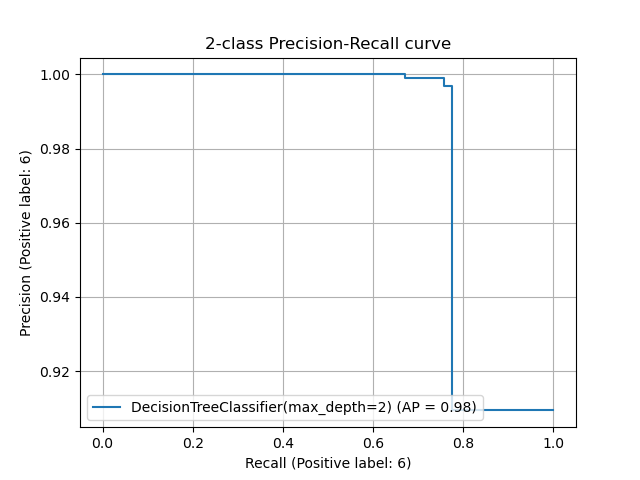 2-class Precision-Recall curve
1.00
0.98
0.96
0.94
0.92
Precision (Positive label: 6)
DecisionTreeClassifier(max_depth=2) (AP = 0.98)
0.0 0.2 0.4 0.6 0.8 1.0
Recall (Positive label: 6)